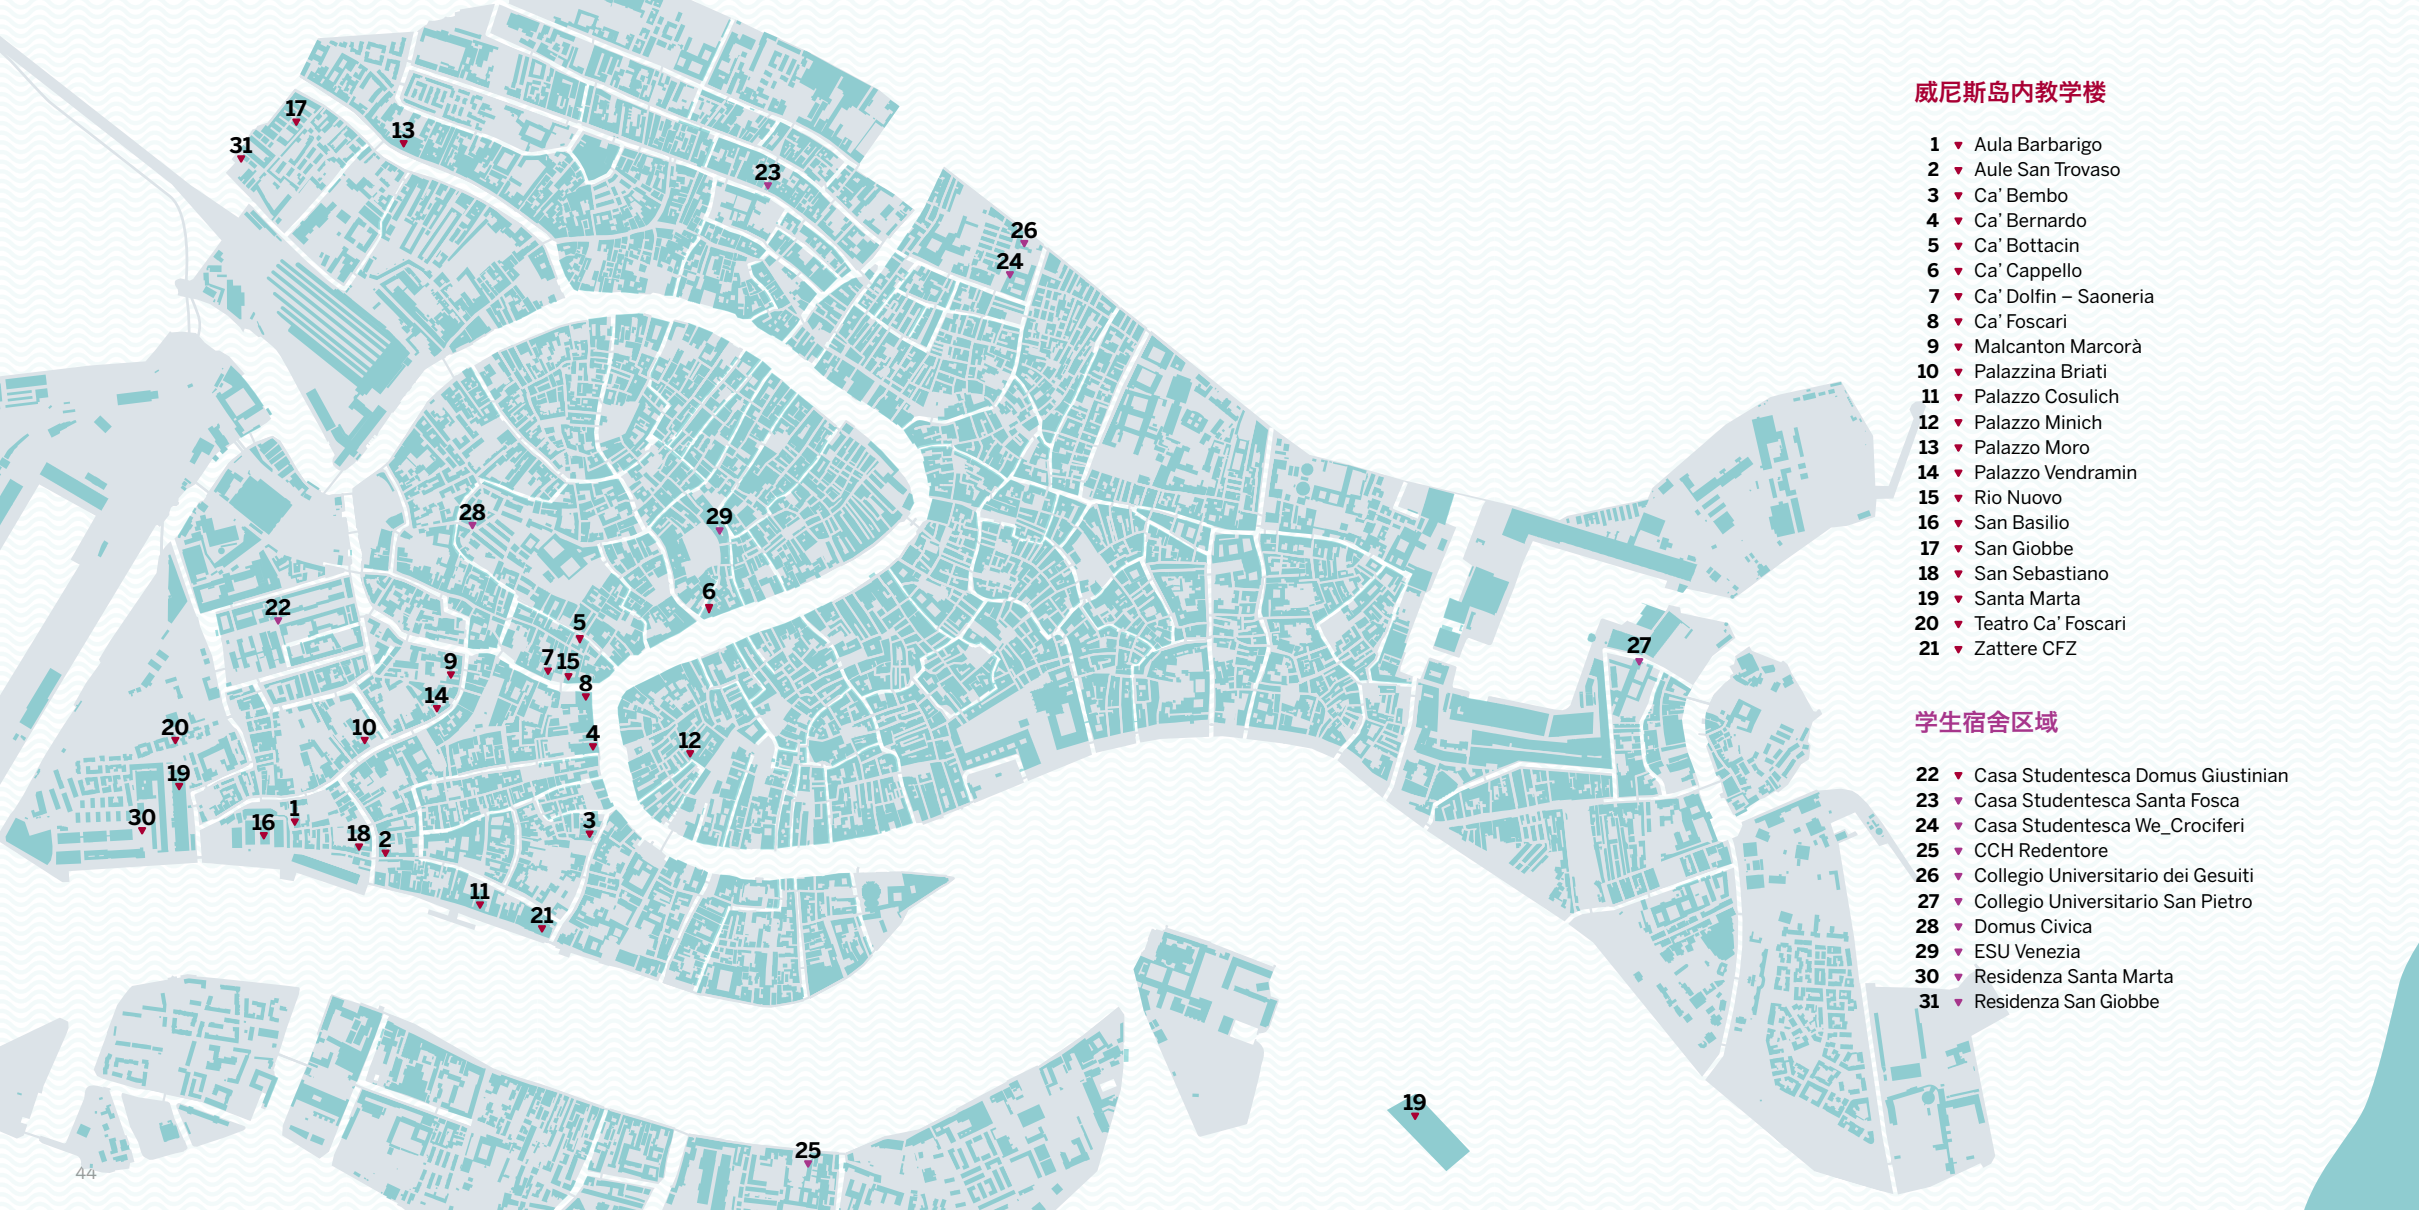 17
31
13
23
26
24
28
29
6
22
5
9
7 15
8
14
20
10
4
12
19
30
16
1
18
2
3
11
21
27
19
25
44
威尼斯岛内教学楼
1 Aula Barbarigo
2 Aule San Trovaso
3 Ca’ Bembo
4 Ca’ Bernardo
5 Ca’ Bottacin
6 Ca’ Cappello
7 Ca’ Dolfin – Saoneria
8 Ca’ Foscari
9 Malcanton Marcorà
10 Palazzina Briati
11 Palazzo Cosulich
12 Palazzo Minich
13 Palazzo Moro
14 Palazzo Vendramin
15 Rio Nuovo
16 San Basilio
17 San Giobbe
18 San Sebastiano
19 Santa Marta
20 Teatro Ca’ Foscari
21 Zattere CFZ
学生宿舍区域
22 Casa Studentesca Domus Giustinian
23 Casa Studentesca Santa Fosca
24 Casa Studentesca We_Crociferi
25 CCH Redentore
26 Collegio Universitario dei Gesuiti
27 Collegio Universitario San Pietro
28 Domus Civica
29 ESU Venezia
30 Residenza Santa Marta
31 Residenza San Giobbe